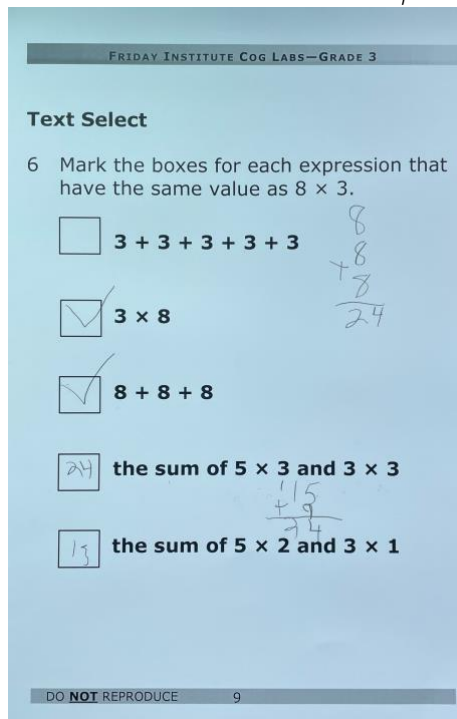 FRIDAY INSTITUTE COG LABS—GRADE 3
Text Select
6 Mark the boxes for each expression that
have the same value as 8 × 3.
3 + 3 + 3 + 3 + 3
8
8
+ 8
24
3 × 8
8 + 8 + 8
24 the sum of 5 × 3 and 3 × 3
1
15
+ 9
24
13 the sum of 5 × 2 and 3 × 1
DO NOT REPRODUCE 9